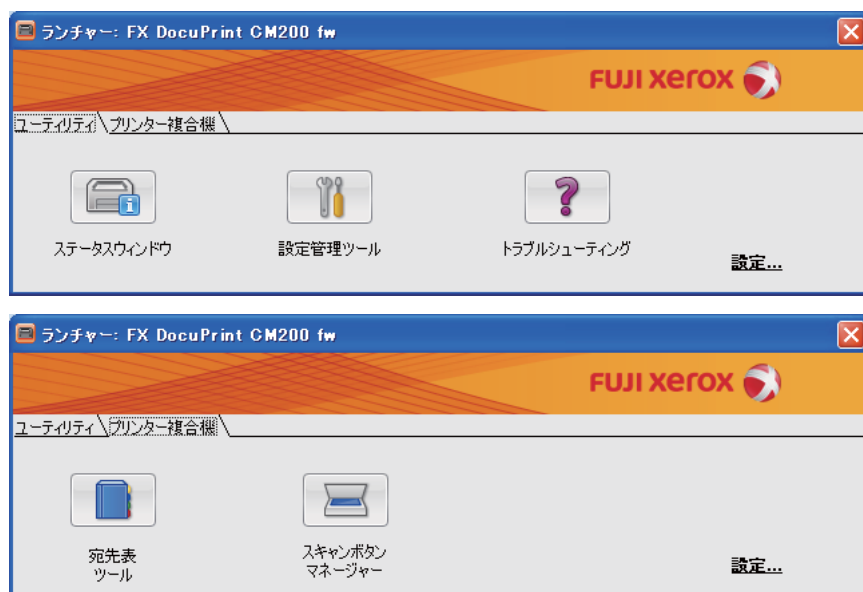 ランチャー: FX DocuPrint CM200 fw
FUJI xerox
ユーティリティ プリンター複合機
ステータスウィンドウ 設定管理ツール トラブルシューティング
設定...
ランチャー: FX DocuPrint CM200 fw
FUJI xerox
ユーティリティ プリンター複合機
宛先表 スキャンボタン
ツール マネージャー
設定...